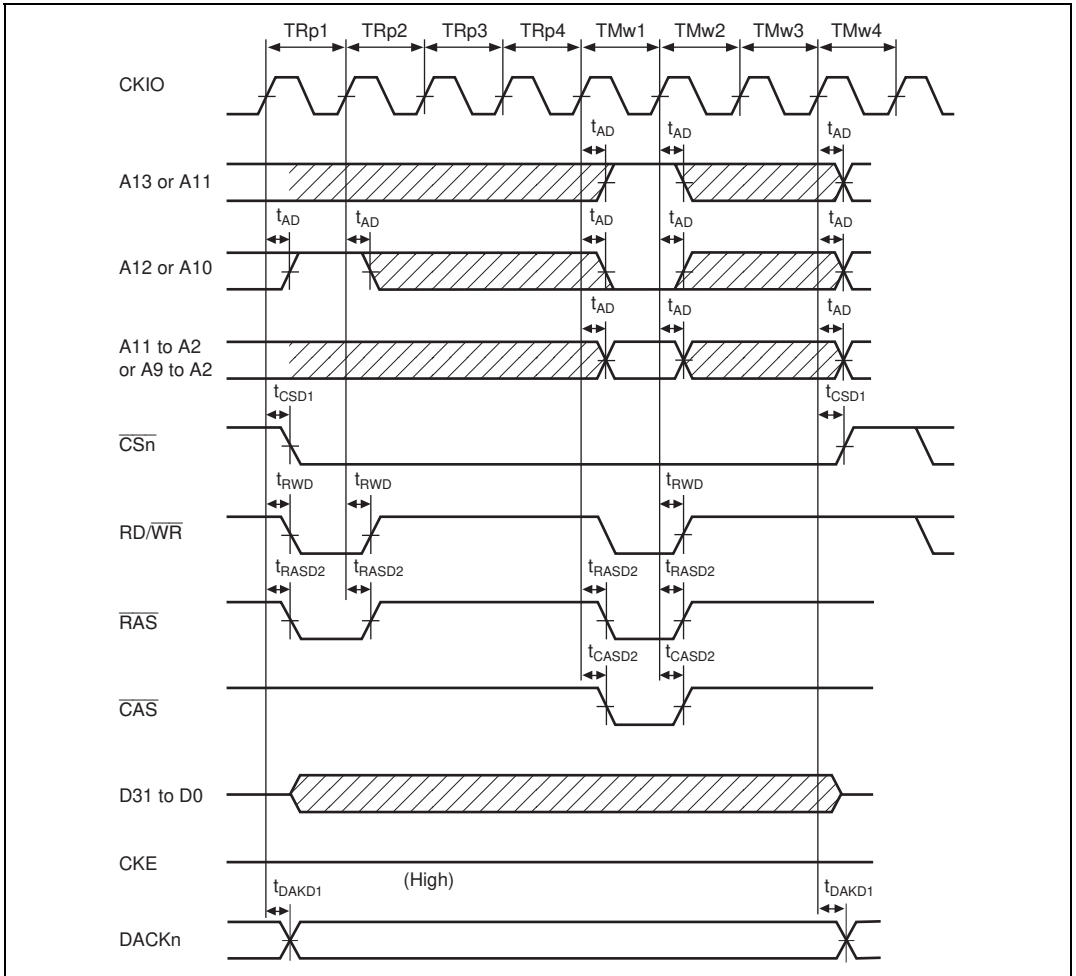 TRp1 TRp2 TRp3 TRp4 TMw1 TMw2 TMw3 TMw4
CKIO
tAD tAD tAD
A13 or A11
tAD tAD tAD tAD tAD
A12 or A10
tAD tAD tAD
A11 to A2
or A9 to A2
tCSD1 tCSD1
CSn
tRWD tRWD tRWD
RD/WR
tRASD2 tRASD2 tRASD2 tRASD2
RAS
tCASD2 tCASD2
CAS
D31 to D0
CKE
(High)
tDAKD1 tDAKD1
DACKn